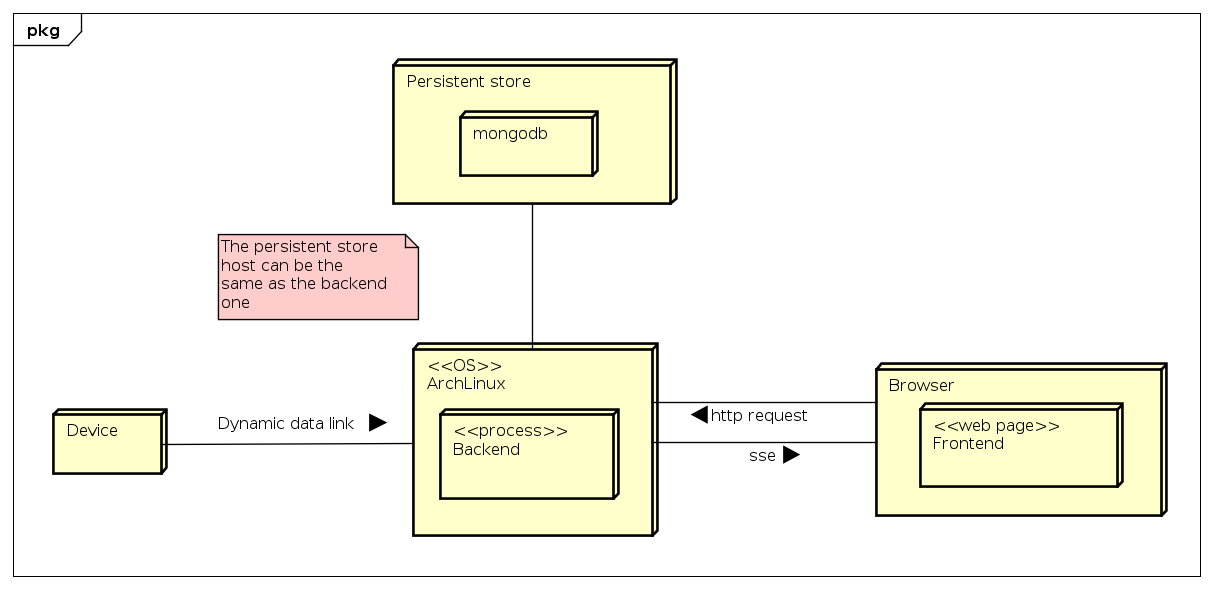 pkg
Persistent store
mongodb
The persistent store
host can be the
same as the backend
one
<<OS>>
ArchLinux
<<process>>
Backend
Device
Dynamic data link
http request
sse
Browser
<<web page>>
Frontend